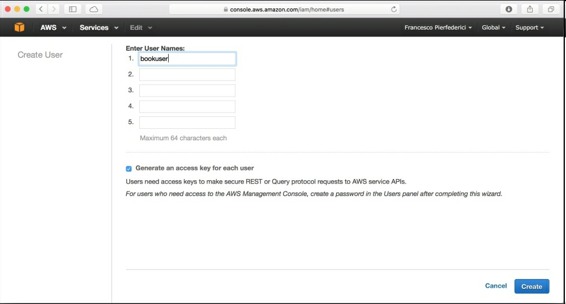 console.aws.amazon.com/iam/home#users
AWS Services Edit Francesco Pierfederici Global Support
Create User
Enter User Names:
1. bookuser
2.
3.
4.
5.
Maximum 64 characters each
Generate an access key for each user
Users need access keys to make secure REST or Query protocol requests to AWS service APIs.
For users who need access to the AWS Management Console, create a password in the Users panel after completing this wizard.
Cancel Create